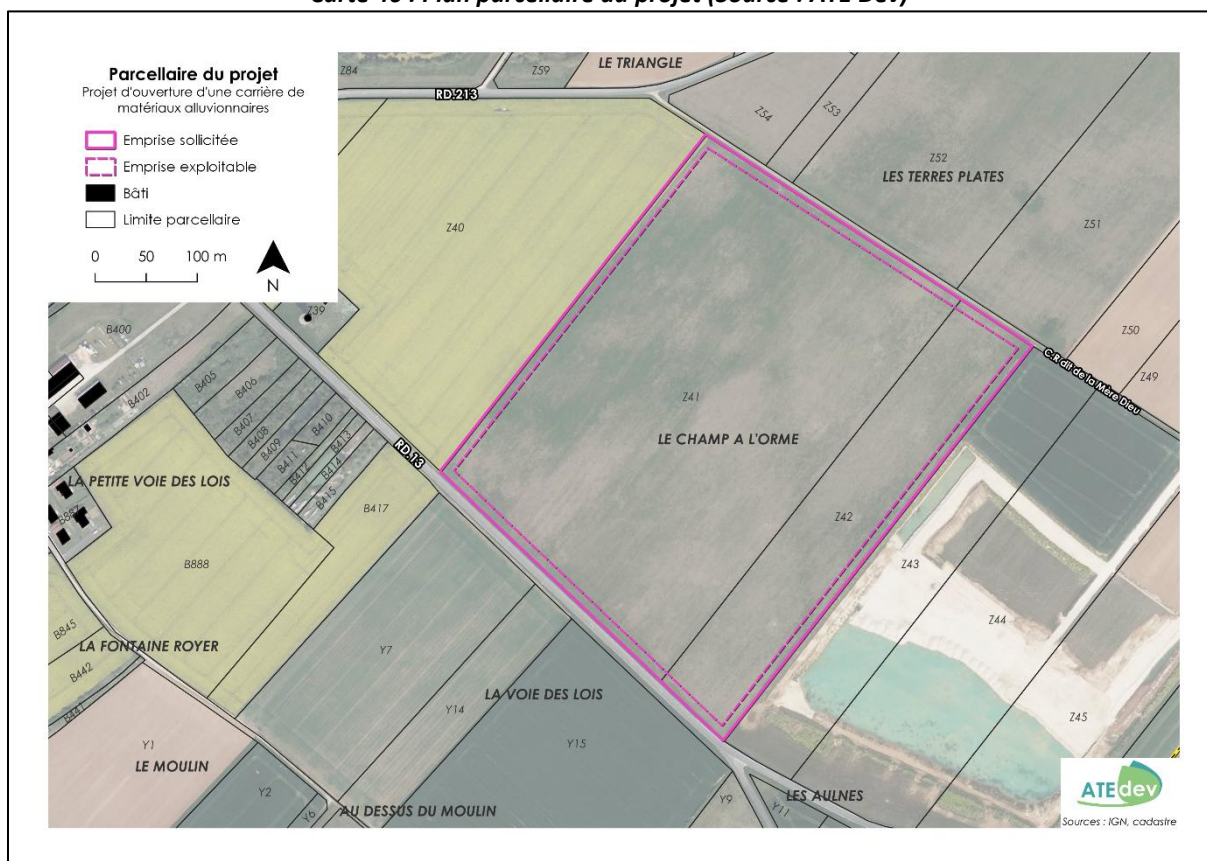 Carte 40 : Plan parcellaire du projet (Source : ATE Dev)
Parcellaire du projet
Projet d'ouverture d'une carrière de
matériaux alluvionnaires
Emprise sollicitée
Emprise exploitable
Bâti
Limite parcellaire
0 50 100 m
N
Z84
Z59
LE TRIANGLE
RD.213
Z54
Z53
Z52
LES TERRES PLATES
Z51
Z40
Z39
B400
Z50
Z49
C.R dit de la Mère Dieu
B405
B406
B402
B407
B408
B409
B410
B411
B412
B413
B414
B415
RD.13
Z41
LE CHAMP A L'ORME
LA PETITE VOIE DES LOIS
B887
B417
Z42
B888
Z43
Z44
B845
LA FONTAINE ROYER
B442
B441
Y7
LA VOIE DES LOIS
Y14
Z45
Y1
LE MOULIN
Y15
Y2
Y6
AU DESSUS DU MOULIN
Y9
Y11
LES AULNES
ATEdev
Sources : IGN, cadastre